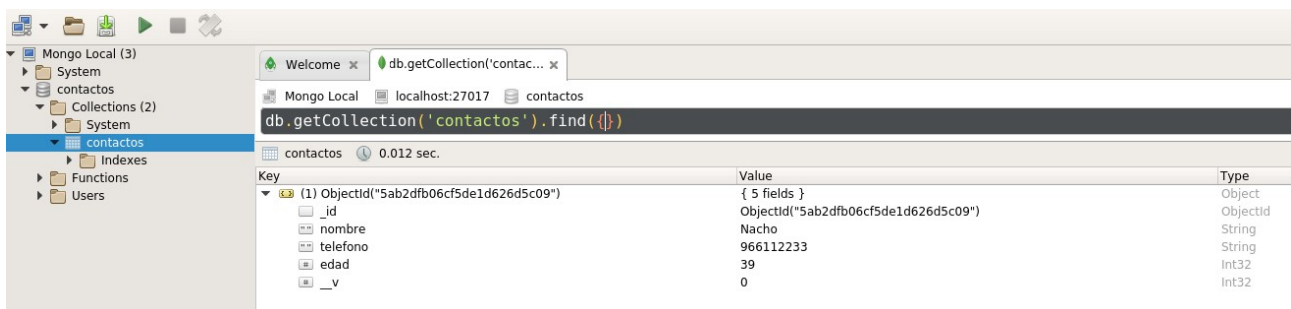 Mongo Local (3)
System
contactos
Collections (2)
System
contactos
Indexes
Functions
Users
Welcome
db.getCollection('contac...
Mongo Local localhost:27017 contactos
db.getCollection('contactos').find({})
contactos 0.012 sec.
Key Value Type
(1) ObjectId("5ab2dfb06cf5de1d626d5c09") { 5 fields } Object
_id ObjectId("5ab2dfb06cf5de1d626d5c09") ObjectId
nombre Nacho String
telefono 966112233 String
edad 39 Int32
__v 0 Int32